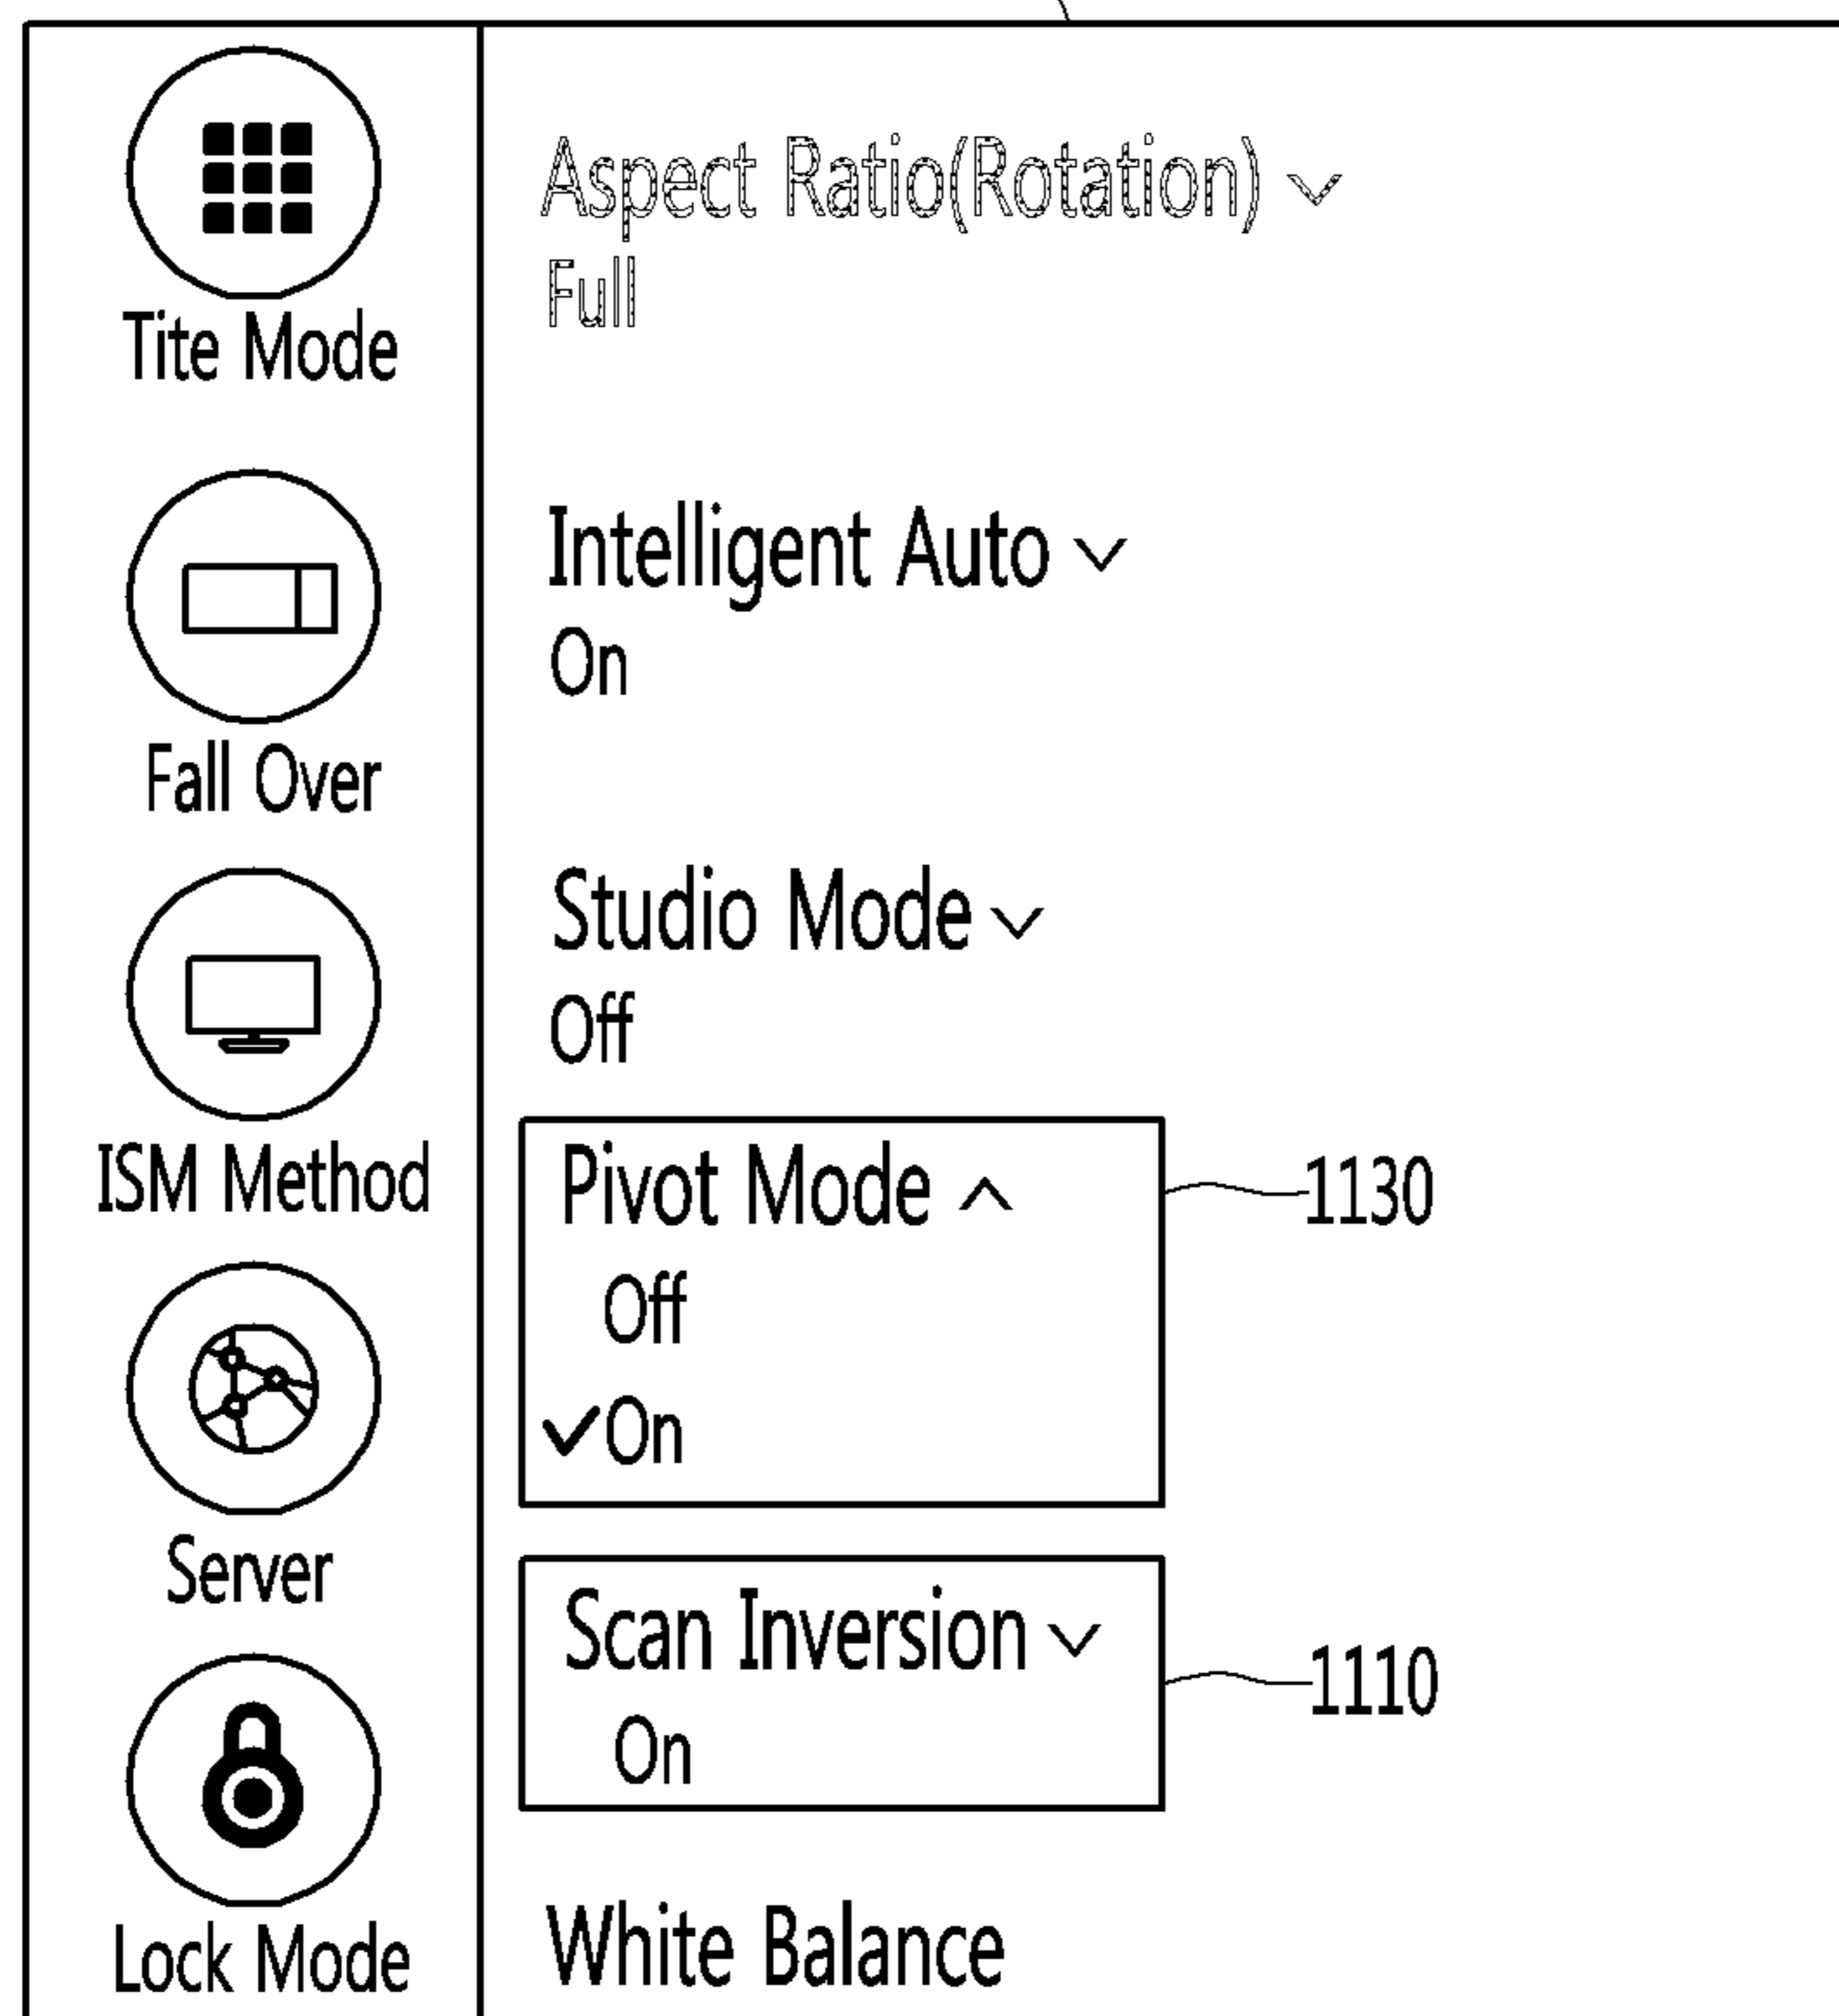 Tite Mode
Fall Over
ISM Method
Server
Lock Mode
Aspect Ratio(Rotation)
Full
Intelligent Auto
On
Studio Mode
Off
Pivot Mode
Off
On
1130
Scan Inversion
On
1110
White Balance